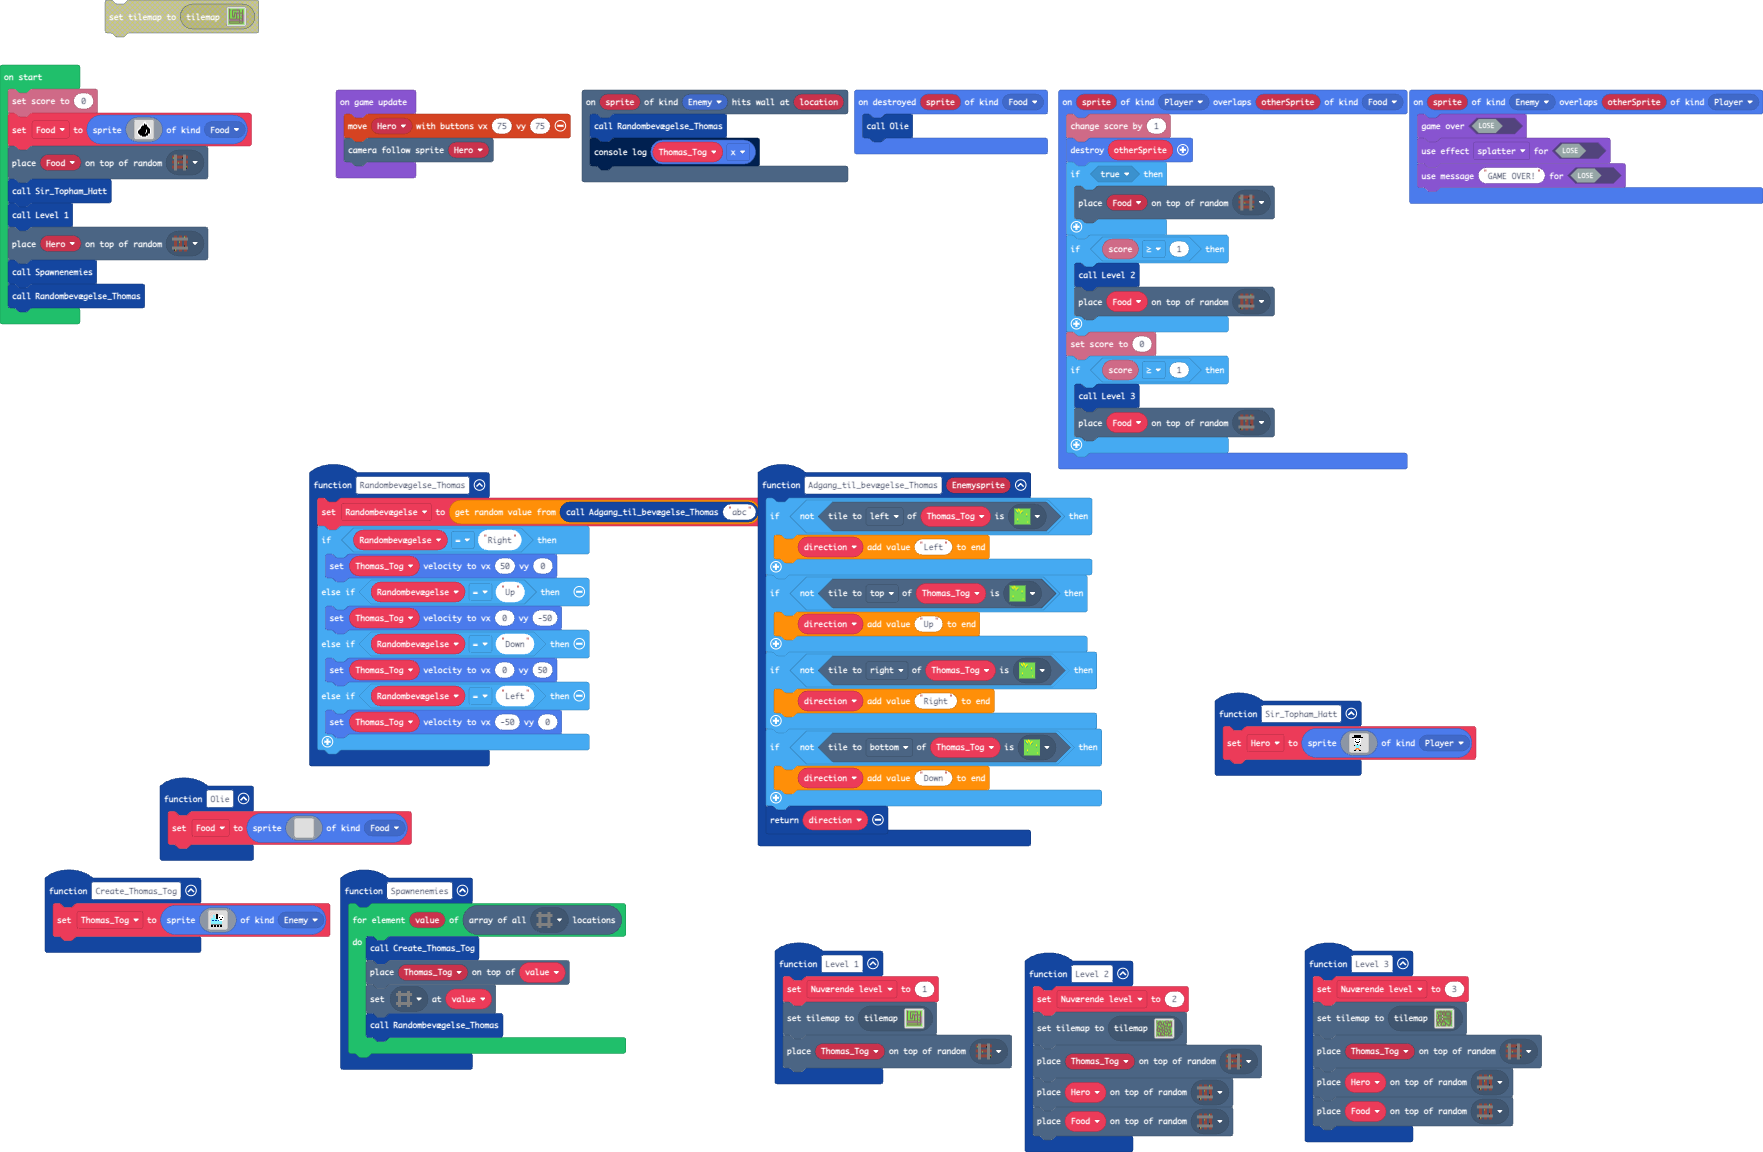 set tilemap to tilemap
on start
set score to 0
set Food to sprite of kind Food
place Food on top of random
call Sir_Topham_Hatt
call Level 1
place Hero on top of random
call Spawnenemies
call Randombevægelse_Thomas
on game update
move Hero with buttons vx 75 vy 75
camera follow sprite Hero
on sprite of kind Enemy hits wall at location
call Randombevægelse_Thomas
console log Thomas_Tog x
on destroyed sprite of kind Food
call Olie
on sprite of kind Player overlaps otherSprite of kind Food
change score by 1
destroy otherSprite
if true then
place Food on top of random
if score ≥ 1 then
call Level 2
place Food on top of random
set score to 0
if score ≥ 1 then
call Level 3
place Food on top of random
on sprite of kind Enemy overlaps otherSprite of kind Player
game over LOSE
use effect splatter for LOSE
use message "GAME OVER!" for LOSE
function Randombevægelse_Thomas
set Randombevægelse to get random value from call Adgang_til_bevægelse_Thomas "abc"
if Randombevægelse = "Right" then
set Thomas_Tog velocity to vx 50 vy 0
else if Randombevægelse = "Up" then
set Thomas_Tog velocity to vx 0 vy -50
else if Randombevægelse = "Down" then
set Thomas_Tog velocity to vx 0 vy 50
else if Randombevægelse = "Left" then
set Thomas_Tog velocity to vx -50 vy 0
function Adgang_til_bevægelse_Thomas Enemysprite
if not tile to left of Thomas_Tog is then
direction add value "Left" to end
if not tile to top of Thomas_Tog is then
direction add value "Up" to end
if not tile to right of Thomas_Tog is then
direction add value "Right" to end
if not tile to bottom of Thomas_Tog is then
direction add value "Down" to end
return direction
function Sir_Topham_Hatt
set Hero to sprite of kind Player
function Olie
set Food to sprite of kind Food
function Create_Thomas_Tog
set Thomas_Tog to sprite of kind Enemy
function Spawnenemies
for element value of array of all locations
do
call Create_Thomas_Tog
place Thomas_Tog on top of value
set at value
call Randombevægelse_Thomas
function Level 1
set Nuværende level to 1
set tilemap to tilemap
place Thomas_Tog on top of random
function Level 2
set Nuværende level to 2
set tilemap to tilemap
place Thomas_Tog on top of random
place Hero on top of random
place Food on top of random
function Level 3
set Nuværende level to 3
set tilemap to tilemap
place Thomas_Tog on top of random
place Hero on top of random
place Food on top of random